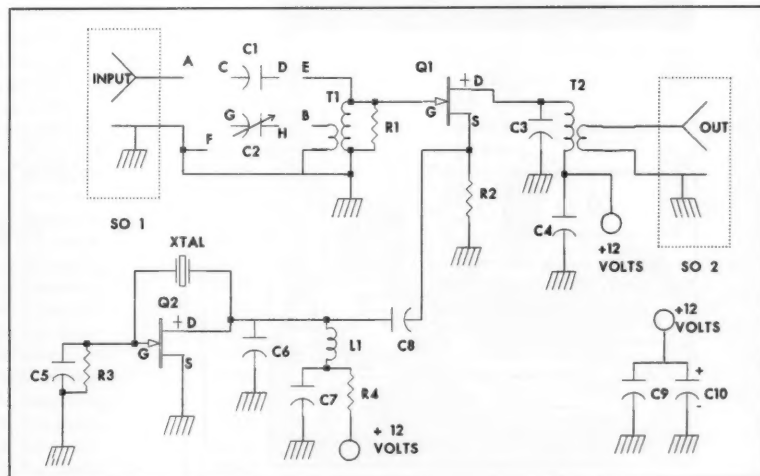 C1
A C D E
INPUT
Q1
+ D
G
S
T1
G B
F H
C2
R1
C3
T2
OUT
R2
C4
+12
VOLTS
SO 1
SO 2
XTAL
Q2
+ D
G
S
C5
R3
C6
L1
C8
C7
R4
+ 12
VOLTS
+12
VOLTS
C9
+
C10
-